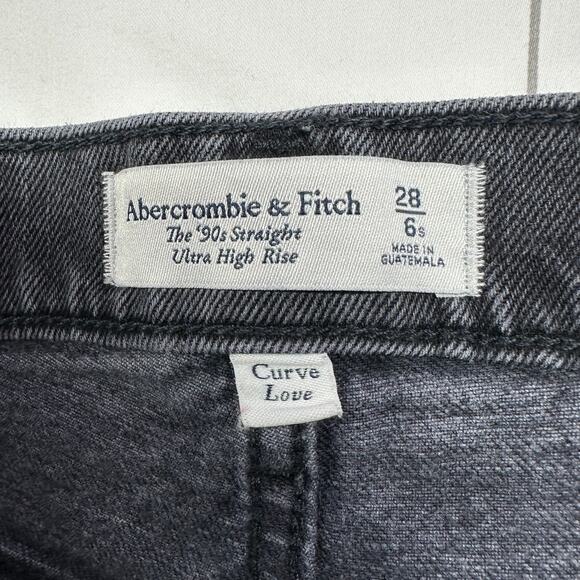 Abercrombie & Fitch
The '90s Straight
Ultra High Rise
28
6s
MADE IN
GUATEMALA
Curve
Love